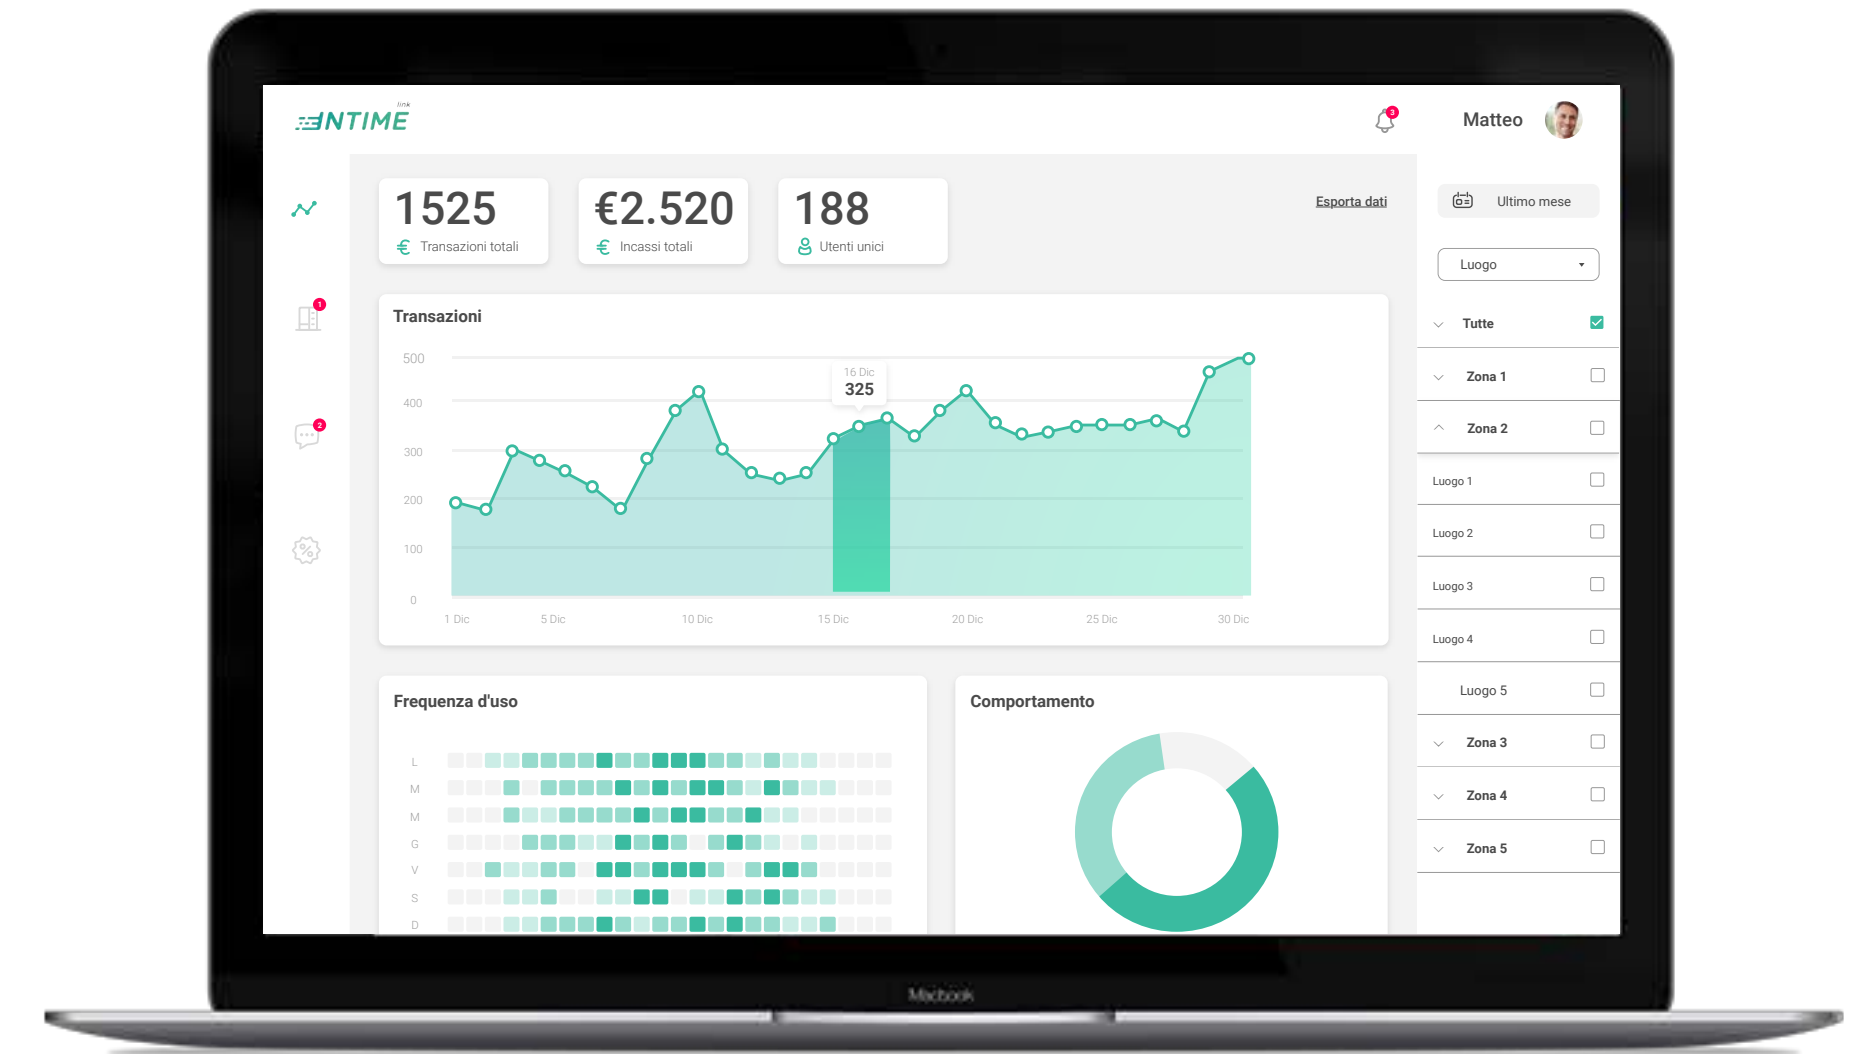 link
INTIME
3
Matteo
1525
Transazioni totali
€2.520
Incassi totali
188
Utenti unici
Esporta dati
Ultimo mese
Luogo
1
2
Transazioni
500
400
300
200
100
0
16 Dic
325
1 Dic
5 Dic
10 Dic
15 Dic
20 Dic
25 Dic
30 Dic
Tutte
Zona 1
Zona 2
Luogo 1
Luogo 2
Luogo 3
Luogo 4
Luogo 5
Zona 3
Zona 4
Zona 5
Frequenza d'uso
L
M
M
G
V
S
D
Comportamento
Macbook